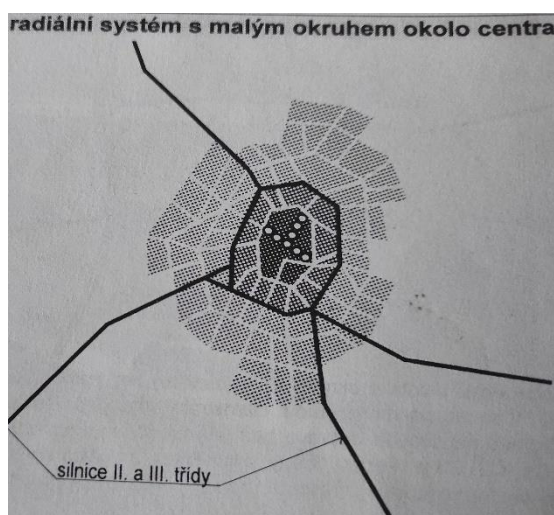 radiální systém s malým okruhem okolo centra
silnice II. a III. třídy